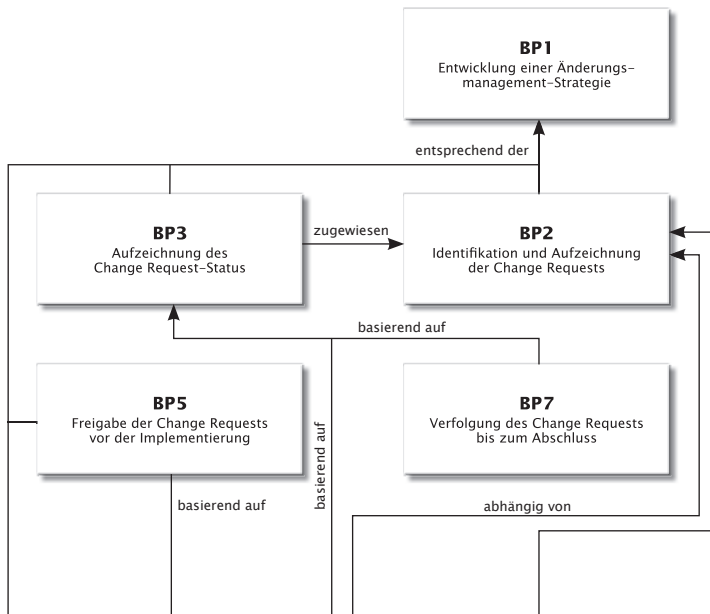 BP1
Entwicklung einer Änderungs-
management-Strategie
entsprechend der
BP3
Aufzeichnung des
Change Request-Status
zugewiesen
BP2
Identifikation und Aufzeichnung
der Change Requests
basierend auf
BP5
Freigabe der Change Requests
vor der Implementierung
basierend auf
BP7
Verfolgung des Change Requests
bis zum Abschluss
basierend auf
abhängig von